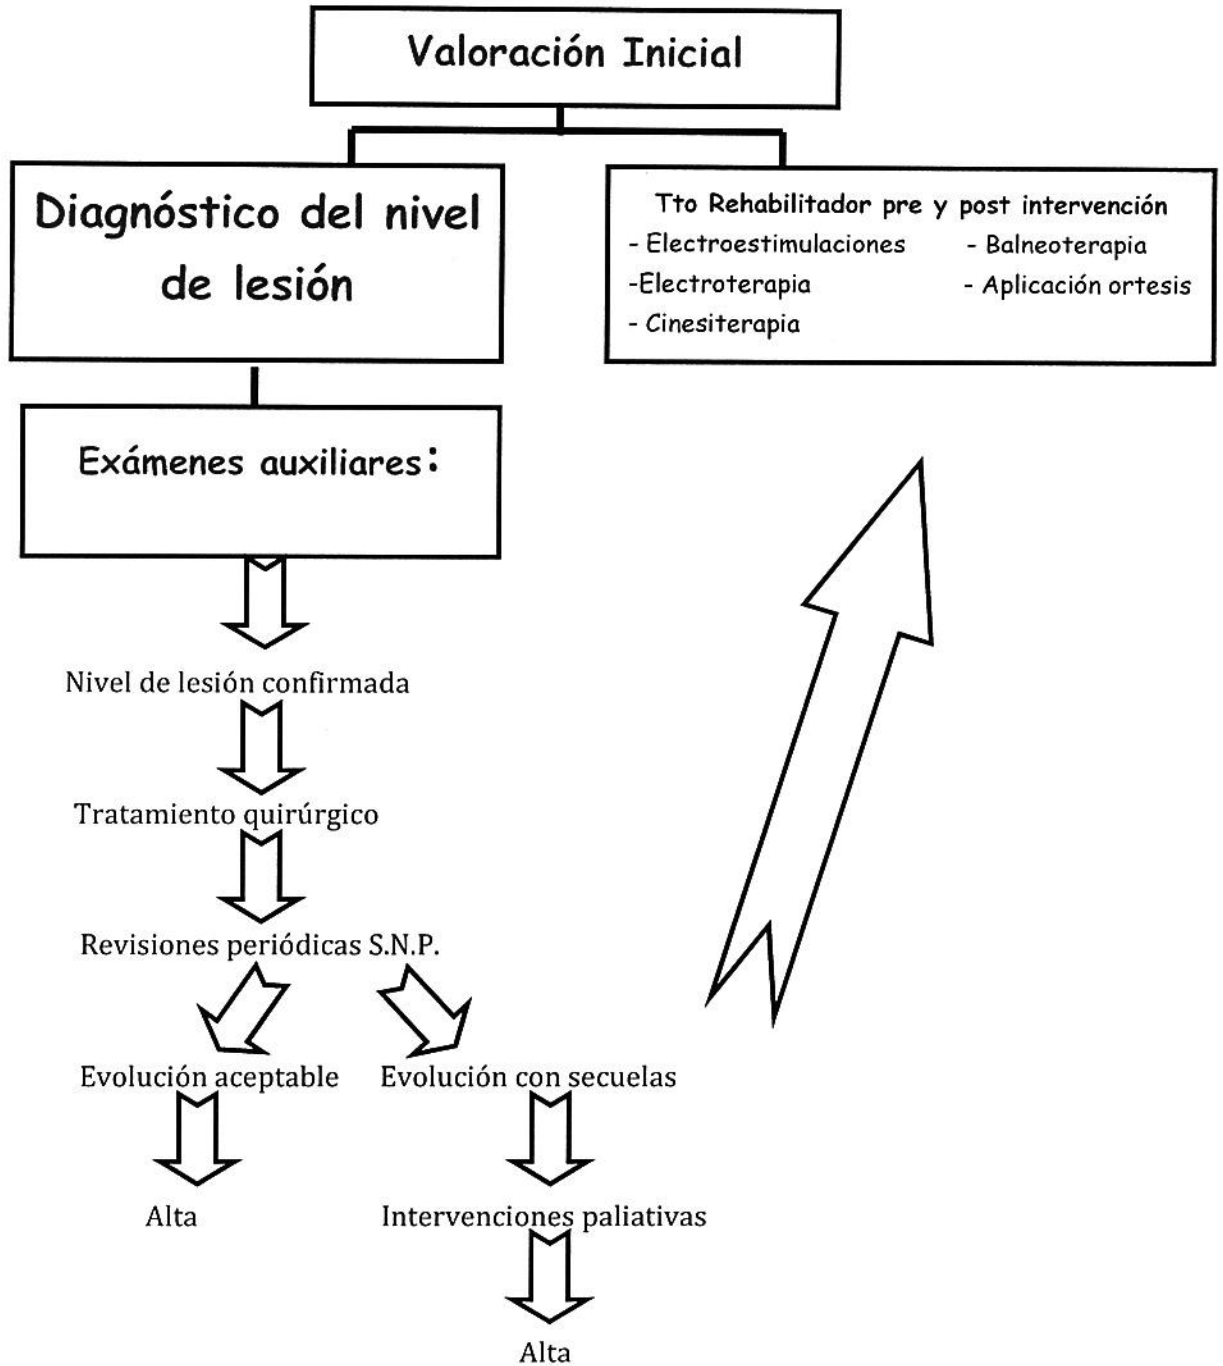 Valoración Inicial
Diagnóstico del nivel
de lesión
Tto Rehabilitador pre y post intervención
- Electroestimulaciones - Balneoterapia
-Electroterapia - Aplicación ortesis
- Cinesiterapia
Exámenes auxiliares:
Nivel de lesión confirmada
Tratamiento quirúrgico
Revisiones periódicas S.N.P.
Evolución aceptable Evolución con secuelas
Alta Intervenciones paliativas
Alta